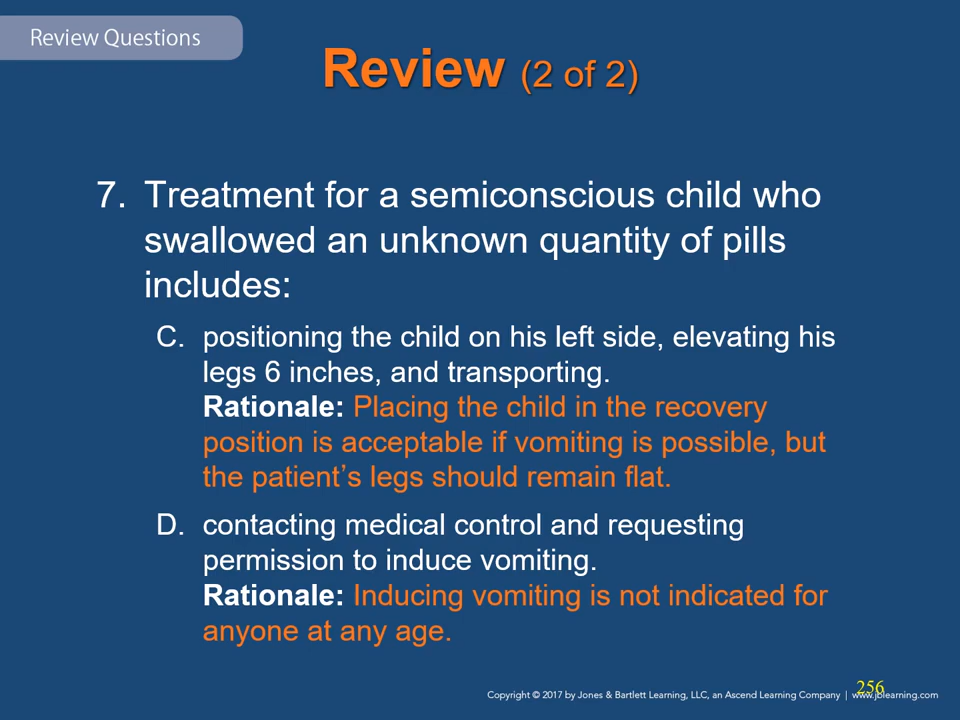 Review Questions
Review (2 of 2)
7. Treatment for a semiconscious child who
swallowed an unknown quantity of pills
includes:
C. positioning the child on his left side, elevating his
legs 6 inches, and transporting.
Rationale: Placing the child in the recovery
position is acceptable if vomiting is possible, but
the patient’s legs should remain flat.
D. contacting medical control and requesting
permission to induce vomiting.
Rationale: Inducing vomiting is not indicated for
anyone at any age.
256
Copyright © 2017 by Jones & Bartlett Learning, LLC, an Ascend Learning Company | www.jblearning.com